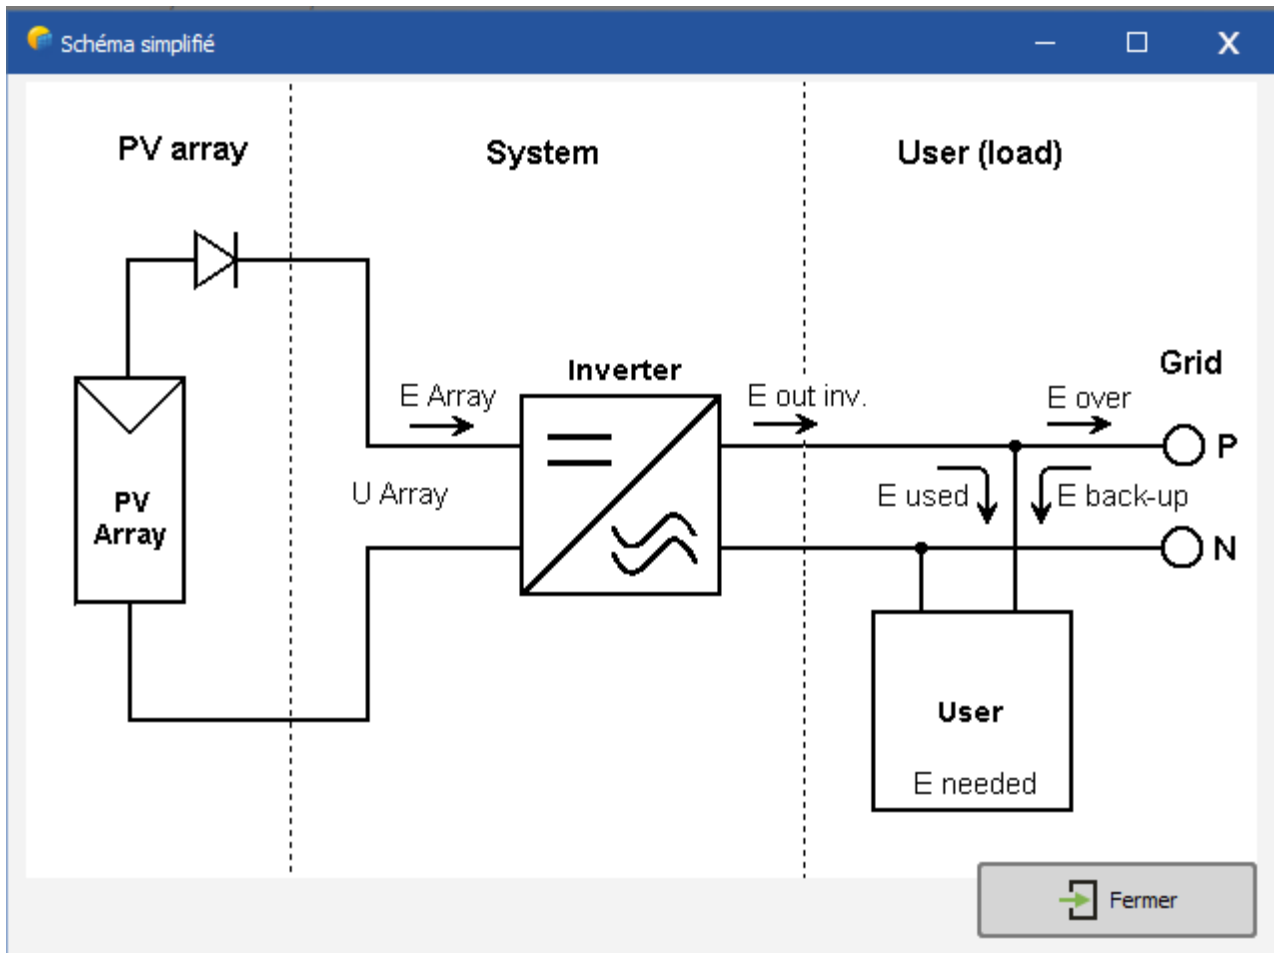 Schéma simplifié
PV array
System
User (load)
Inverter
Grid
E Array
E out inv.
E over
P
U Array
E used
E back-up
PV
Array
N
User
E needed
Fermer